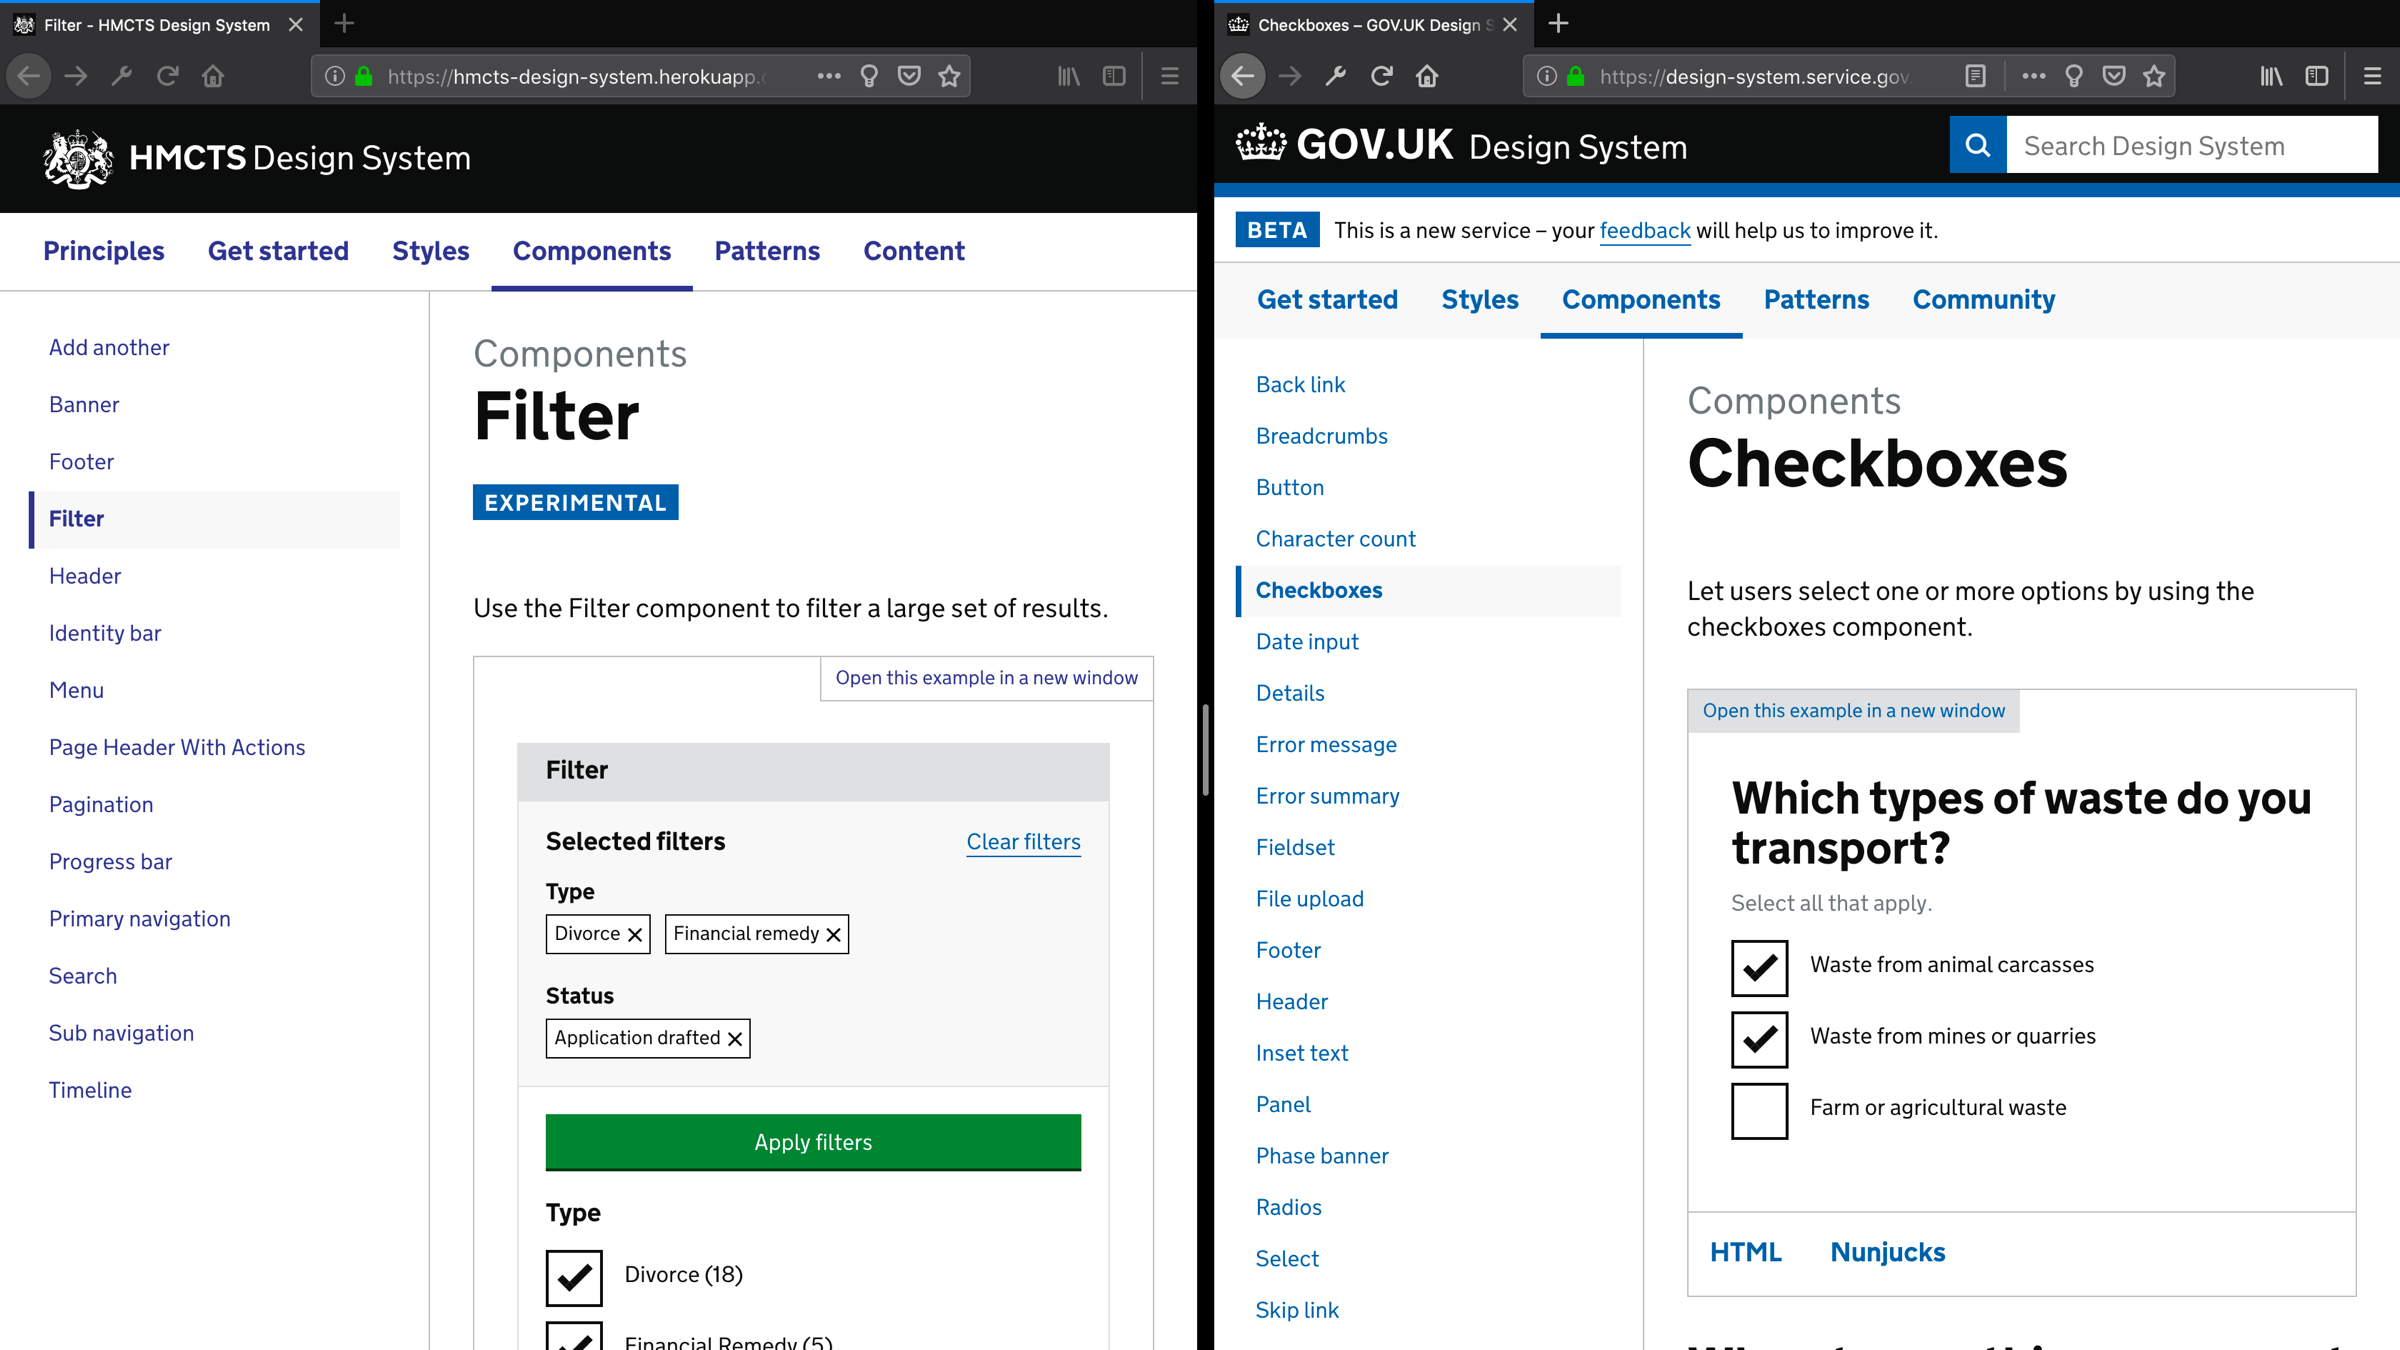 Filter - HMCTS Design System
https://hmcts-design-system.herokuapp.
HMCTS Design System
Principles
Get started
Styles
Components
Patterns
Content
Add another
Banner
Footer
Filter
Header
Identity bar
Menu
Page Header With Actions
Pagination
Progress bar
Primary navigation
Search
Sub navigation
Timeline
Components
Filter
EXPERIMENTAL
Use the Filter component to filter a large set of results.
Open this example in a new window
Filter
Selected filters
Clear filters
Type
Divorce
Financial remedy
Status
Application drafted
Apply filters
Type
Divorce (18)
Financial Remedy (5)
Checkboxes – GOV.UK Design
https://design-system.service.gov.
GOV.UK Design System
Search Design System
BETA
This is a new service – your feedback will help us to improve it.
Get started
Styles
Components
Patterns
Community
Back link
Breadcrumbs
Button
Character count
Checkboxes
Date input
Details
Error message
Error summary
Fieldset
File upload
Footer
Header
Inset text
Panel
Phase banner
Radios
Select
Skip link
Components
Checkboxes
Let users select one or more options by using the
checkboxes component.
Open this example in a new window
Which types of waste do you
transport?
Select all that apply.
Waste from animal carcasses
Waste from mines or quarries
Farm or agricultural waste
HTML
Nunjucks